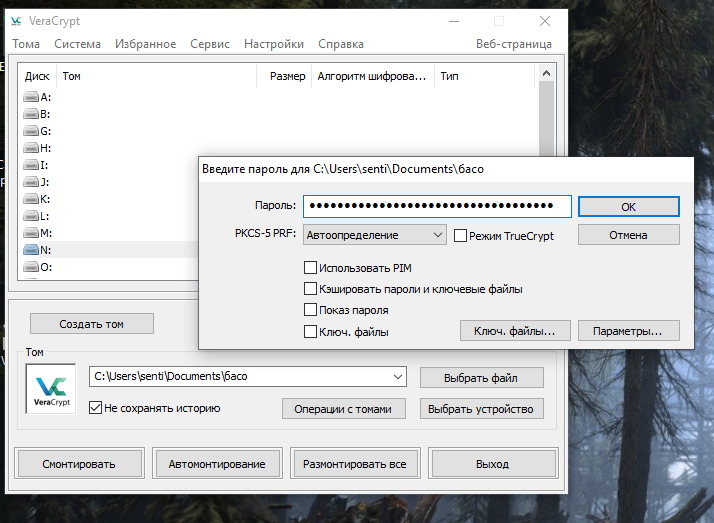 VeraCrypt
Тома Система Избранное Сервис Настройки Справка Веб-страница
Диск Том Размер Алгоритм шифрова... Тип
A:
B:
G:
H:
I:
J:
K:
L:
M:
N:
O:
Введите пароль для C:\Users\senti\Documents\басо
Пароль: ●●●●●●●●●●●●●●●●●●●●●●●●●●●●●●●●●●● OK
PKCS-5 PRF: Автоопределение Режим TrueCrypt Отмена
Использовать PIM
Кэшировать пароли и ключевые файлы
Показ пароля
Ключ. файлы Ключ. файлы... Параметры...
Создать том
Том
VeraCrypt
C:\Users\senti\Documents\басо Выбрать файл
Не сохранять историю Операции с томами Выбрать устройство
Смонтировать Автомонтирование Размонтировать все Выход